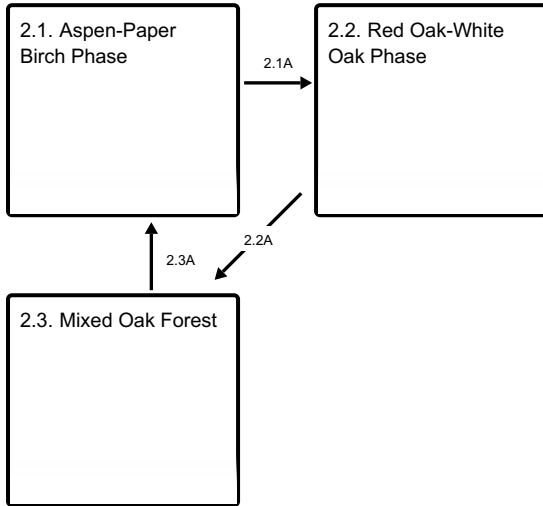 2.1. Aspen-Paper
Birch Phase
2.1A
2.2. Red Oak-White
Oak Phase
2.2A
2.3A
2.3. Mixed Oak Forest